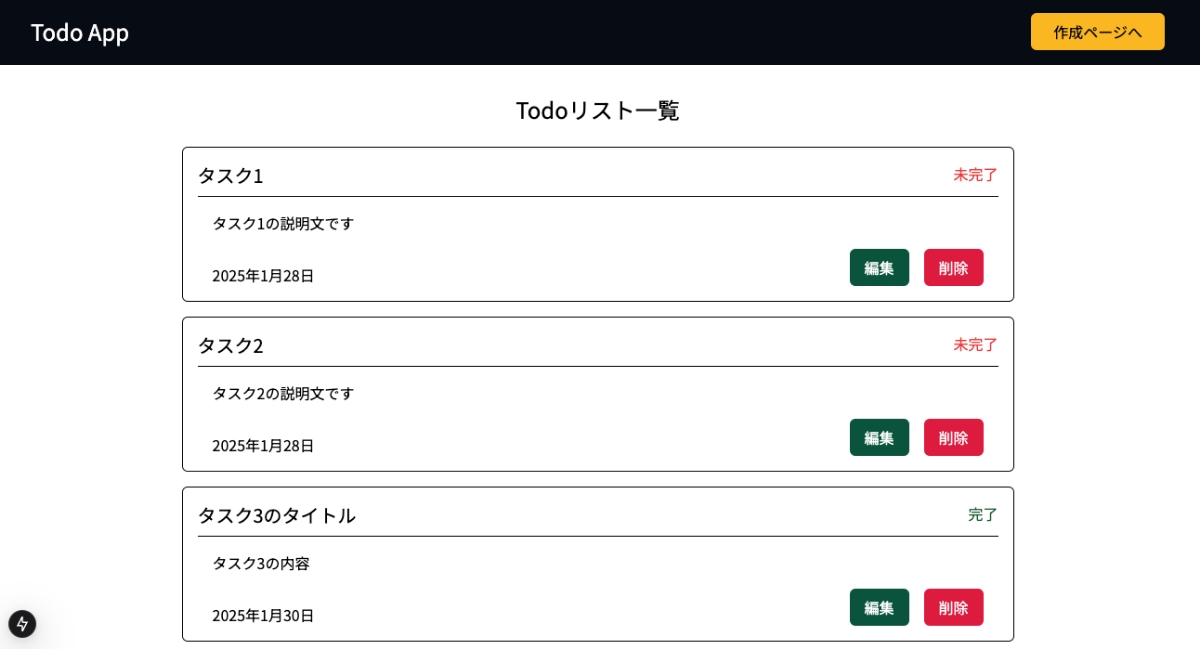 Todo App
作成ページへ
Todoリスト一覧
タスク1
未完了
タスク1の説明文です
2025年1月28日
編集
削除
タスク2
未完了
タスク2の説明文です
2025年1月28日
編集
削除
タスク3のタイトル
完了
タスク3の内容
2025年1月30日
編集
削除